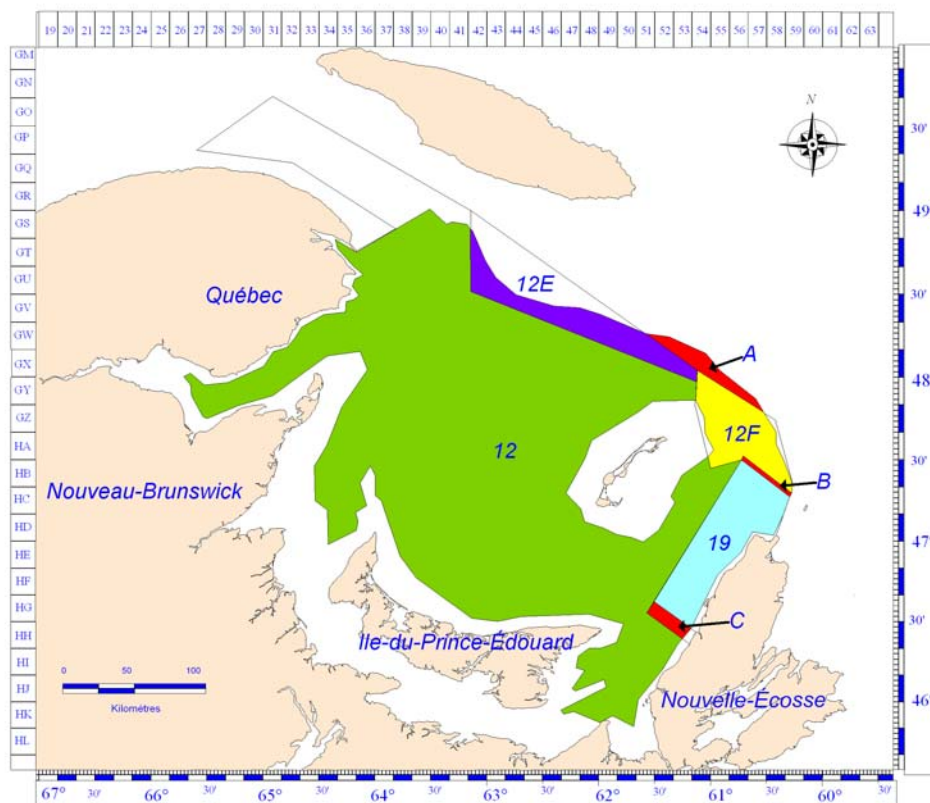 19 20 21 22 23 24 25 26 27 28 29 30 31 32 33 34 35 36 37 38 39 40 41 42 43 44 45 46 47 48 49 50 51 52 53 54 55 56 57 58 59 60 61 62 63
GM
GN
GO
GP
GQ
GR
GS
GT
GU
GV
GW
GX
GY
GZ
HA
HB
HC
HD
HE
HF
HG
HH
HI
HJ
HK
HL
N
30'
49
30'
48
30'
47
30'
46
Québec
12E
A
12F
12
B
Nouveau-Brunswick
19
C
Ile-du-Prince-Édouard
Nouvelle-Écosse
0 50 100
Kilométres
67° 30' 66° 30' 65° 30' 64° 30' 63° 30' 62° 30' 61° 30' 60° 30'